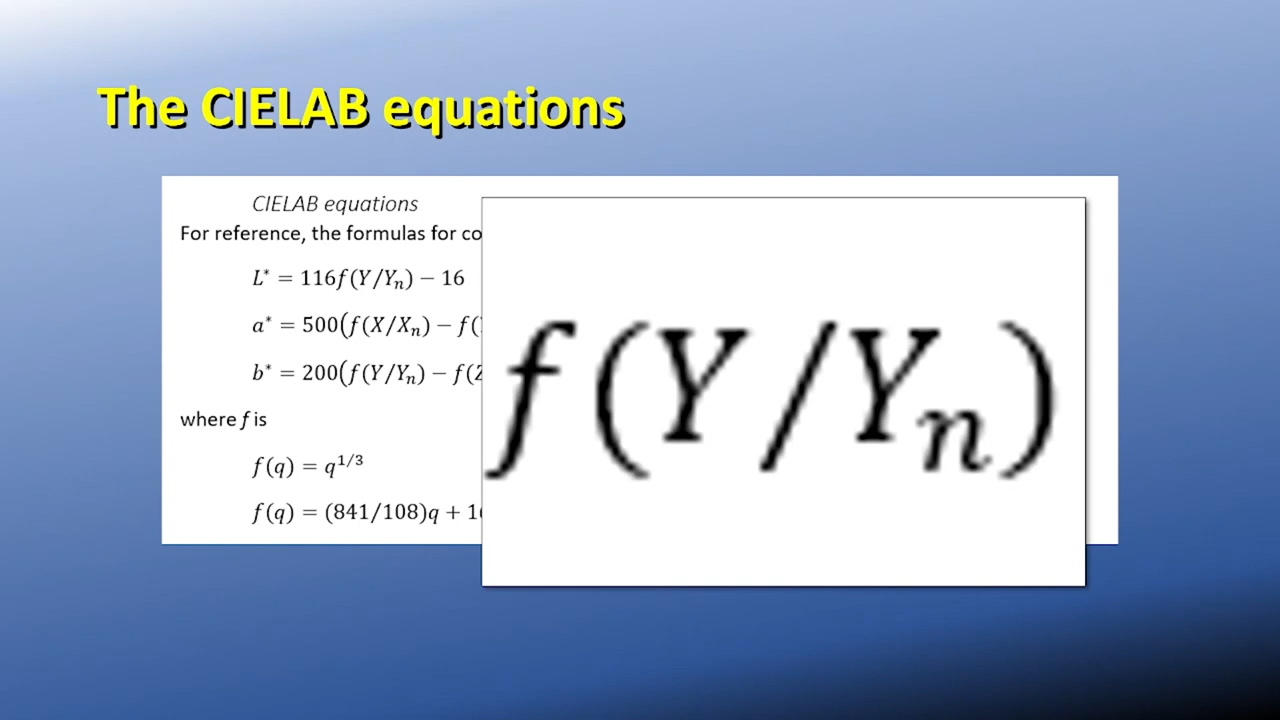 The CIELAB equations
CIELAB equations
For reference, the formulas for co
L* = 116f(Y/Yₙ) − 16
a* = 500(f(X/Xₙ) − f(
b* = 200(f(Y/Yₙ) − f(Z
where f is
f(q) = q^1/3
f(q) = (841/108)q + 1
f(Y/Yₙ)